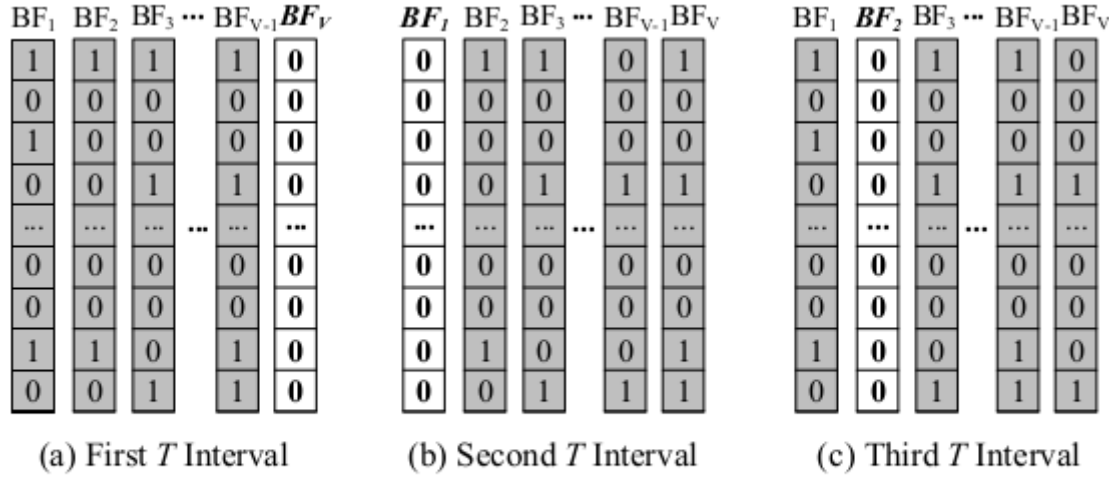 BF1 BF2 BF3 ... BFV-1 BFV BF1 BF2 BF3 ... BFV-1 BFV BF1 BF2 BF3 ... BFV-1 BFV
1 1 1 1 0 0 1 1 0 1 1 0 1 1 0
0 0 0 0 0 0 0 0 0 0 0 0 0 0 0
1 0 0 0 0 0 0 0 0 0 1 0 0 0 0
0 0 1 1 0 0 0 1 1 1 0 0 1 1 1
... ... ... ... ... ... ... ... ... ... ... ... ... ... ... ... ... ...
0 0 0 0 0 0 0 0 0 0 0 0 0 0 0
0 0 0 0 0 0 0 0 0 0 0 0 0 0 0
1 1 0 1 0 0 1 0 0 1 1 0 0 1 0
0 0 1 1 0 0 0 1 1 1 0 0 1 1 1
(a) First T Interval (b) Second T Interval (c) Third T Interval